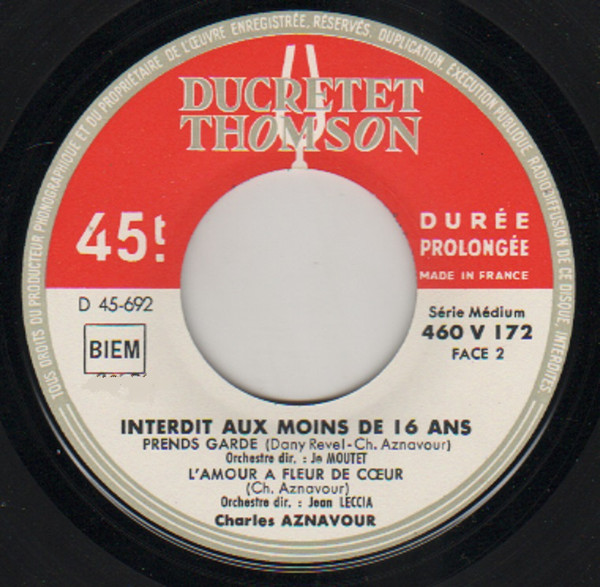 TOUS DROITS DU PRODUCTEUR PHONOGRAPHIQUE ET DU PROPRIÉTAIRE DE L'ŒUVRE ENREGISTRÉE, RÉSERVÉS, DUPLICATION, EXÉCUTION PUBLIQUE, RADIODIFFUSION DE CE DISQUE, INTERDITES.
DUCRETET
THOMSON
45t.
DURÉE
PROLONGÉE
MADE IN FRANCE
D 45-692
BIEM
Série Médium
460 V 172
FACE 2
INTERDIT AUX MOINS DE 16 ANS
PRENDS GARDE (Dany Revel-Ch. Aznavour)
Orchestre dir. : Jo MOUTET
L'AMOUR A FLEUR DE CŒUR
(Ch. Aznavour)
Orchestre dir. : Jean LECCIA
Charles AZNAVOUR